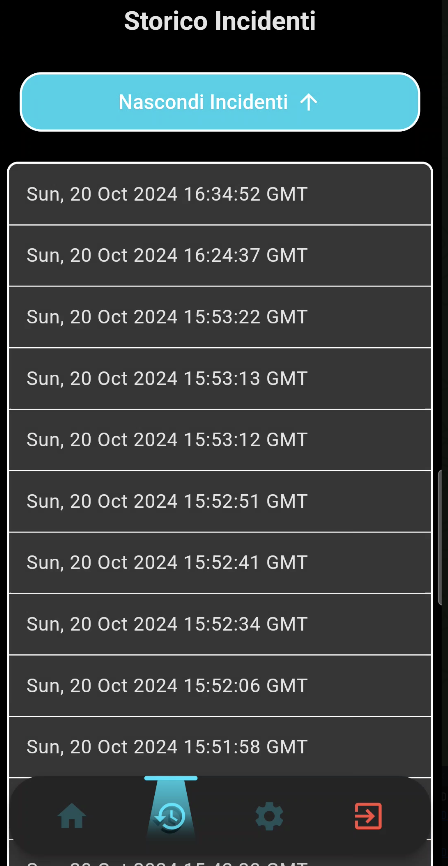 Storico Incidenti
Nascondi Incidenti
Sun, 20 Oct 2024 16:34:52 GMT
Sun, 20 Oct 2024 16:24:37 GMT
Sun, 20 Oct 2024 15:53:22 GMT
Sun, 20 Oct 2024 15:53:13 GMT
Sun, 20 Oct 2024 15:53:12 GMT
Sun, 20 Oct 2024 15:52:51 GMT
Sun, 20 Oct 2024 15:52:41 GMT
Sun, 20 Oct 2024 15:52:34 GMT
Sun, 20 Oct 2024 15:52:06 GMT
Sun, 20 Oct 2024 15:51:58 GMT